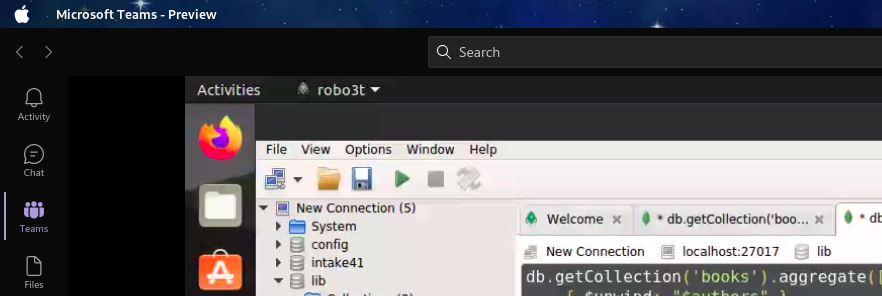 Microsoft Teams - Preview
Search
Activities robo3t
Activity
File View Options Window Help
Chat
New Connection (5)
System
Welcome * db.getCollection('boo... * db
Teams
config
New Connection localhost:27017 lib
intake41
Files
lib
db.getCollection('books').aggregate([
{ $unwind: "$authors" }